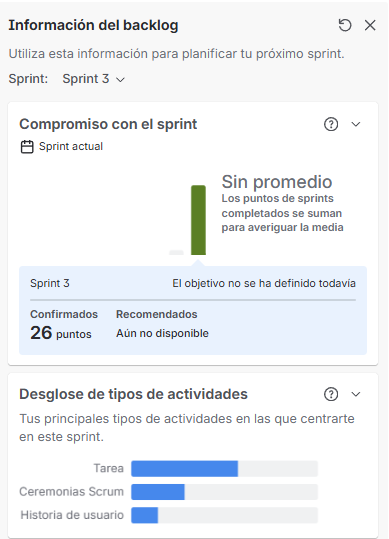 Información del backlog
Utiliza esta información para planificar tu próximo sprint.
Sprint: Sprint 3
Compromiso con el sprint
Sprint actual
Sin promedio
Los puntos de sprints
completados se suman
para averiguar la media
Sprint 3 El objetivo no se ha definido todavía
Confirmados Recomendados
26 puntos Aún no disponible
Desglose de tipos de actividades
Tus principales tipos de actividades en las que centrarte
en este sprint.
Tarea
Ceremonias Scrum
Historia de usuario